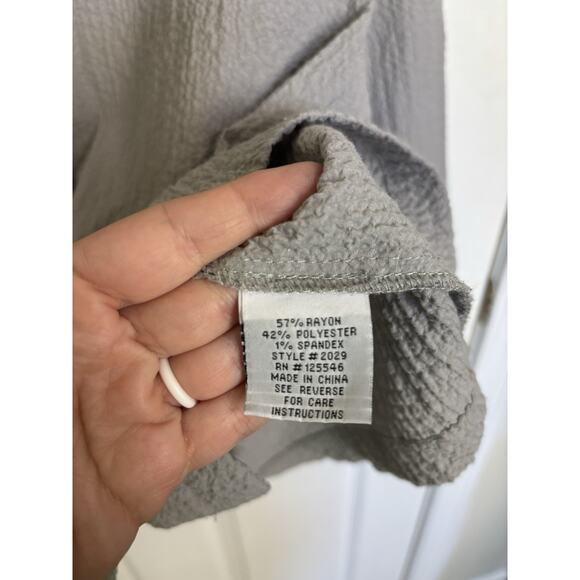 57% RAYON
42% POLYESTER
1% SPANDEX
STYLE # 2029
RN # 125546
MADE IN CHINA
SEE REVERSE
FOR CARE
INSTRUCTIONS